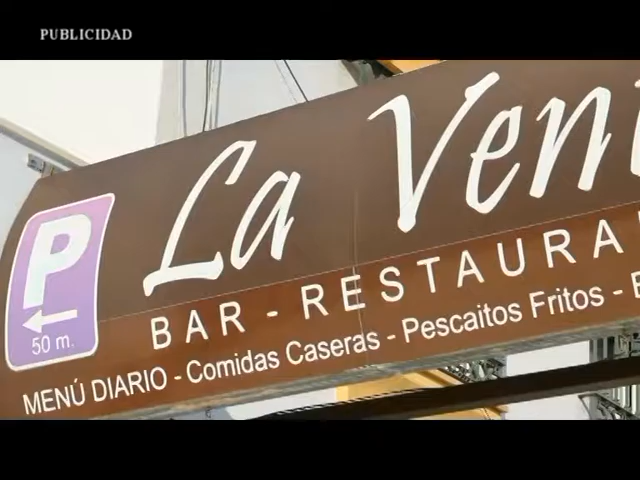 PUBLICIDAD
La Ven
P
BAR - RESTAURA
50 m.
MENÚ DIARIO - Comidas Caseras - Pescaitos Fritos -